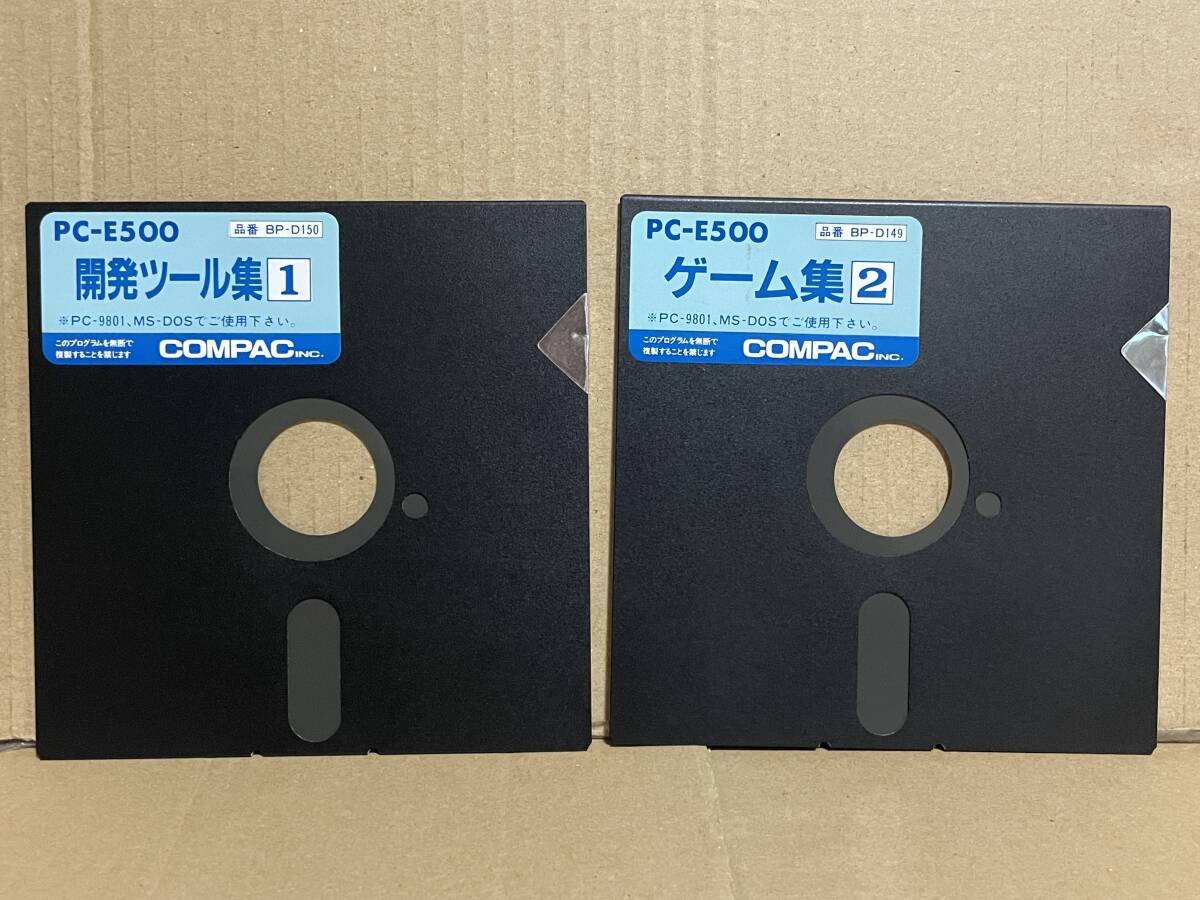 PC-E500 品番 BP-D150
開発ツール集 1
※PC-9801、MS-DOSでご使用下さい。
このプログラムを無断で
複製することを禁じます
COMPAC INC.
PC-E500 品番 BP-D149
ゲーム集 2
※PC-9801、MS-DOSでご使用下さい。
このプログラムを無断で
複製することを禁じます
COMPAC INC.